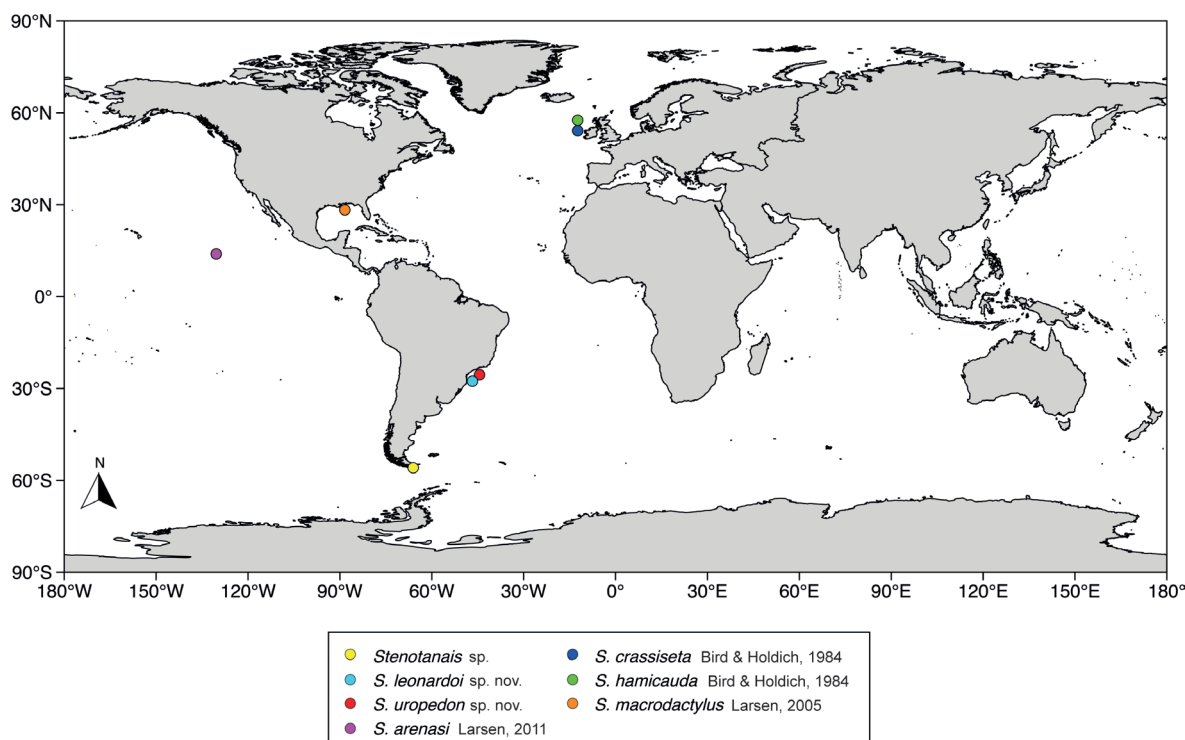 90°N
60°N
30°N
0°
30°S
60°S
N
90°S
180°W 150°W 120°W 90°W 60°W 30°W 0° 30°E 60°E 90°E 120°E 150°E 180°
Stenotanais sp.
S. leonardoi sp. nov.
S. uropedon sp. nov.
S. arenasi Larsen, 2011
S. crassiseta Bird & Holdich, 1984
S. hamicauda Bird & Holdich, 1984
S. macrodactylus Larsen, 2005